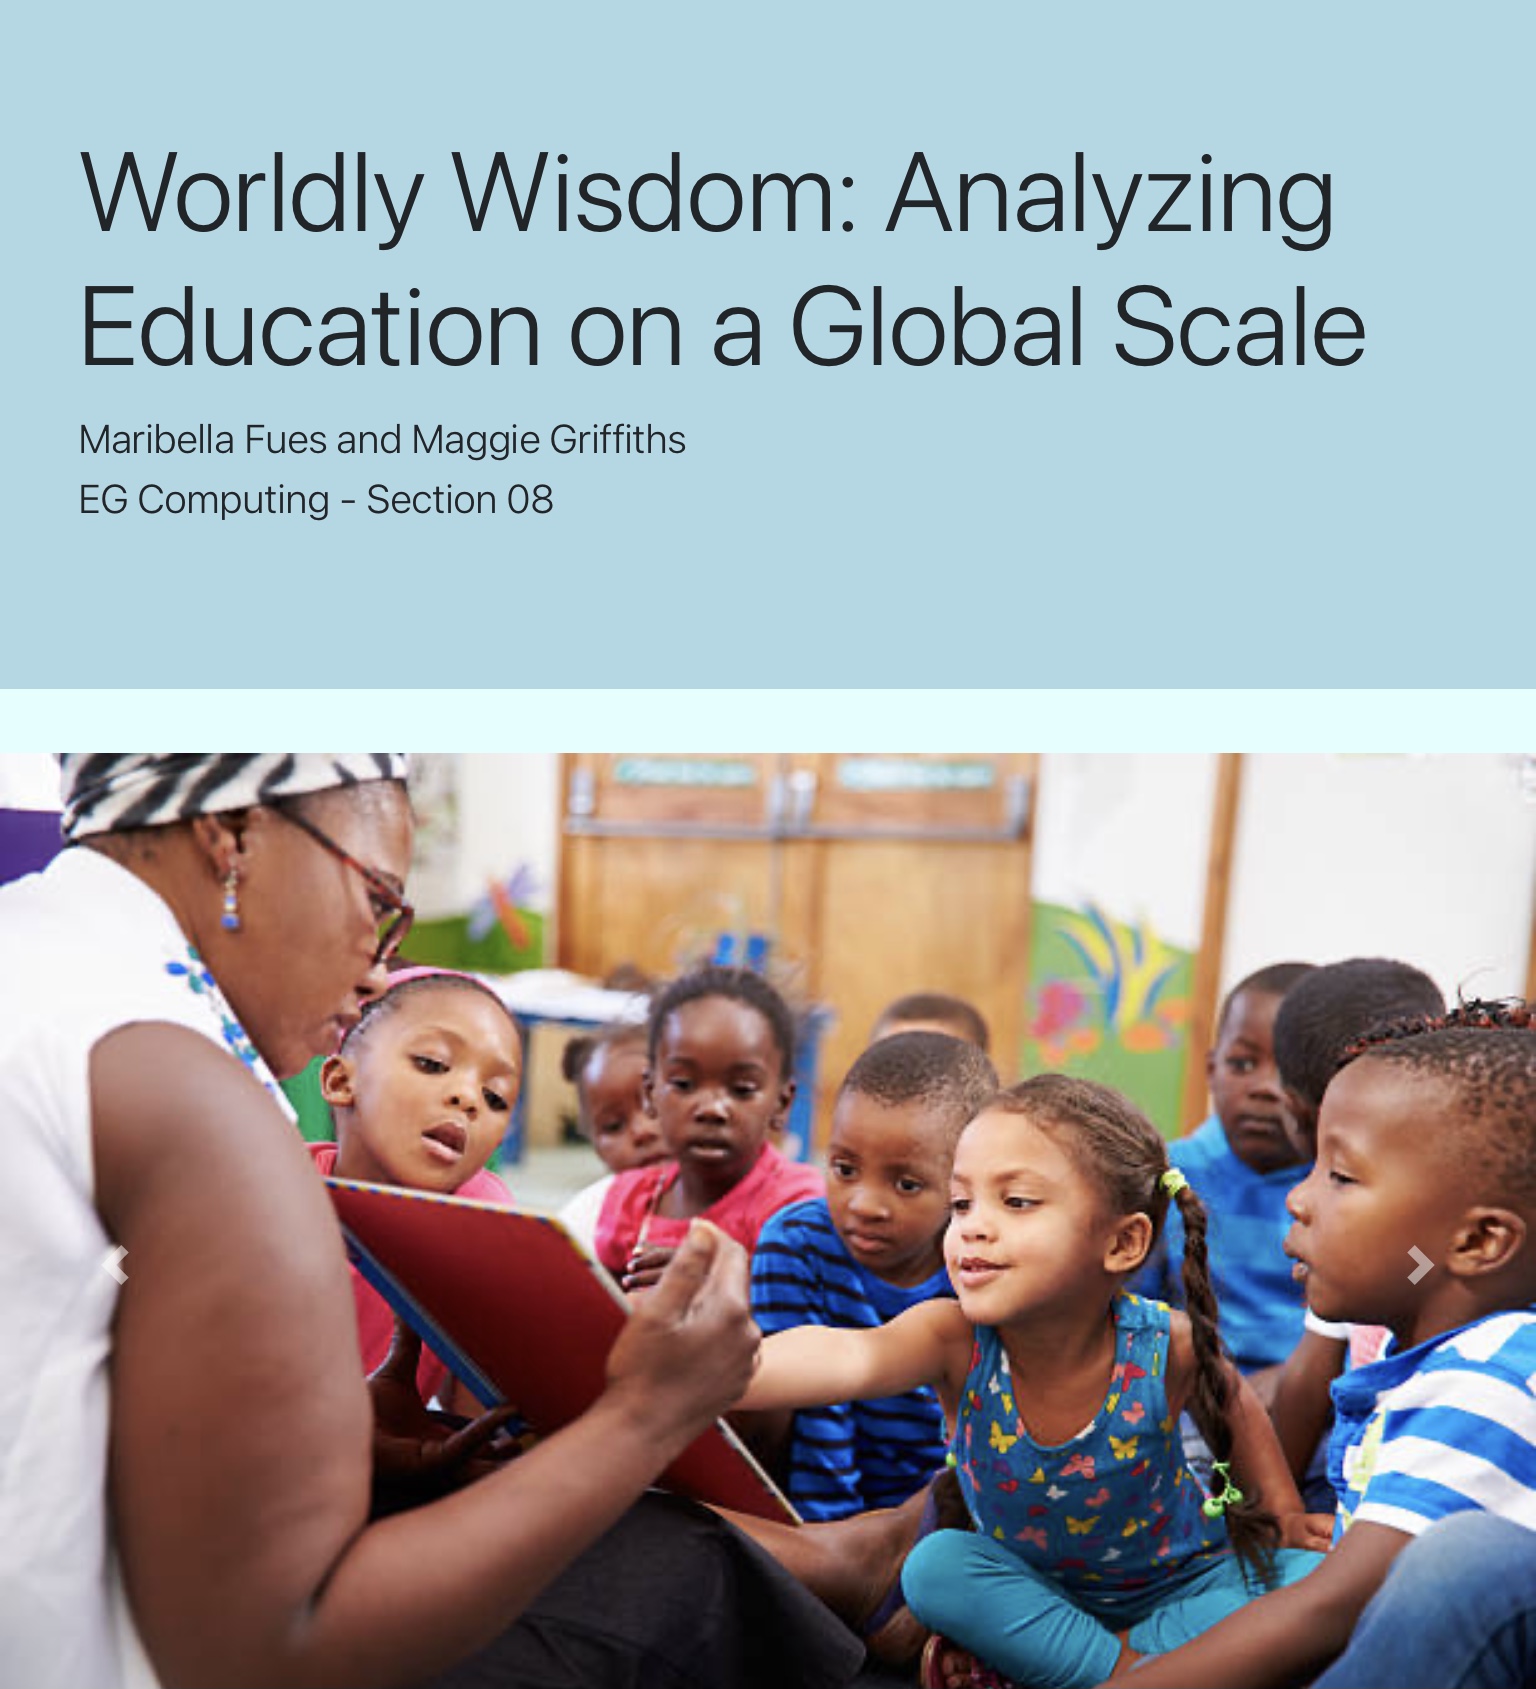 Worldly Wisdom: Analyzing
Education on a Global Scale
Maribella Fues and Maggie Griffiths
EG Computing - Section 08